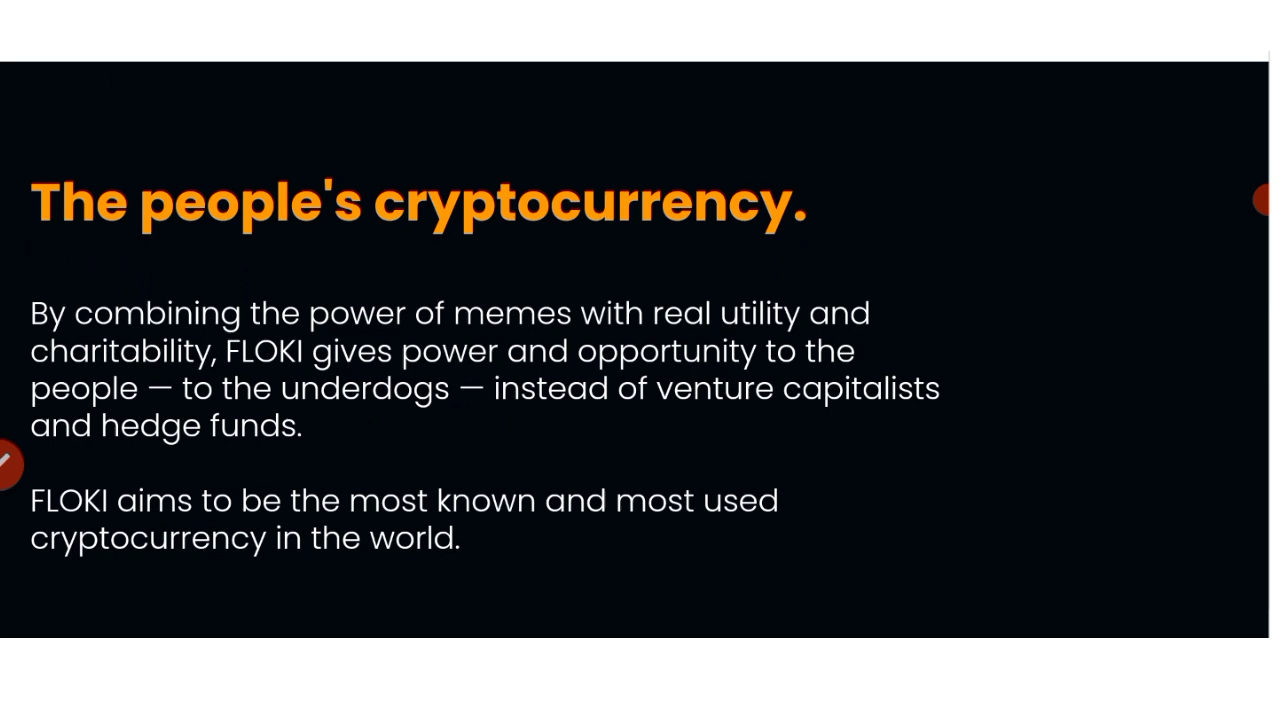 The people's cryptocurrency.
By combining the power of memes with real utility and
charitability, FLOKI gives power and opportunity to the
people — to the underdogs — instead of venture capitalists
and hedge funds.
FLOKI aims to be the most known and most used
cryptocurrency in the world.